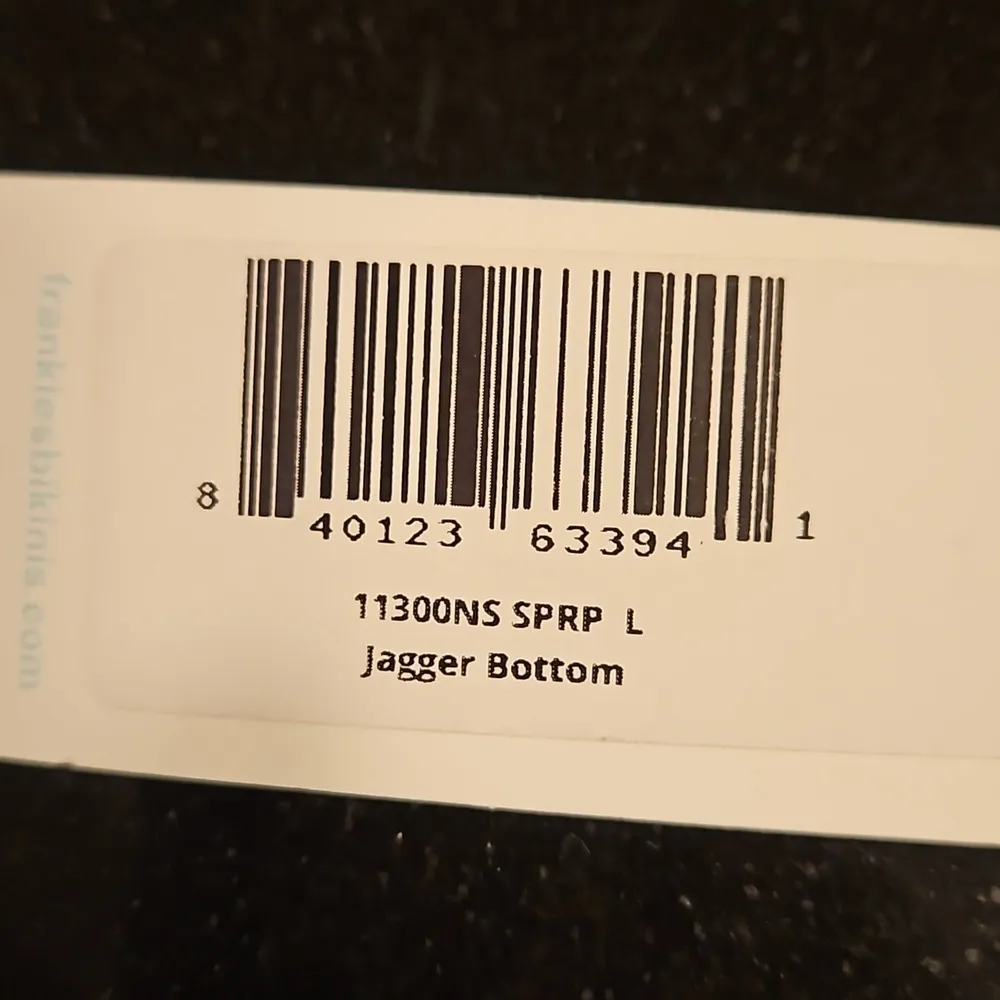 frankiesbikinis.com
8 40123 63394 1
11300NS SPRP L
Jagger Bottom